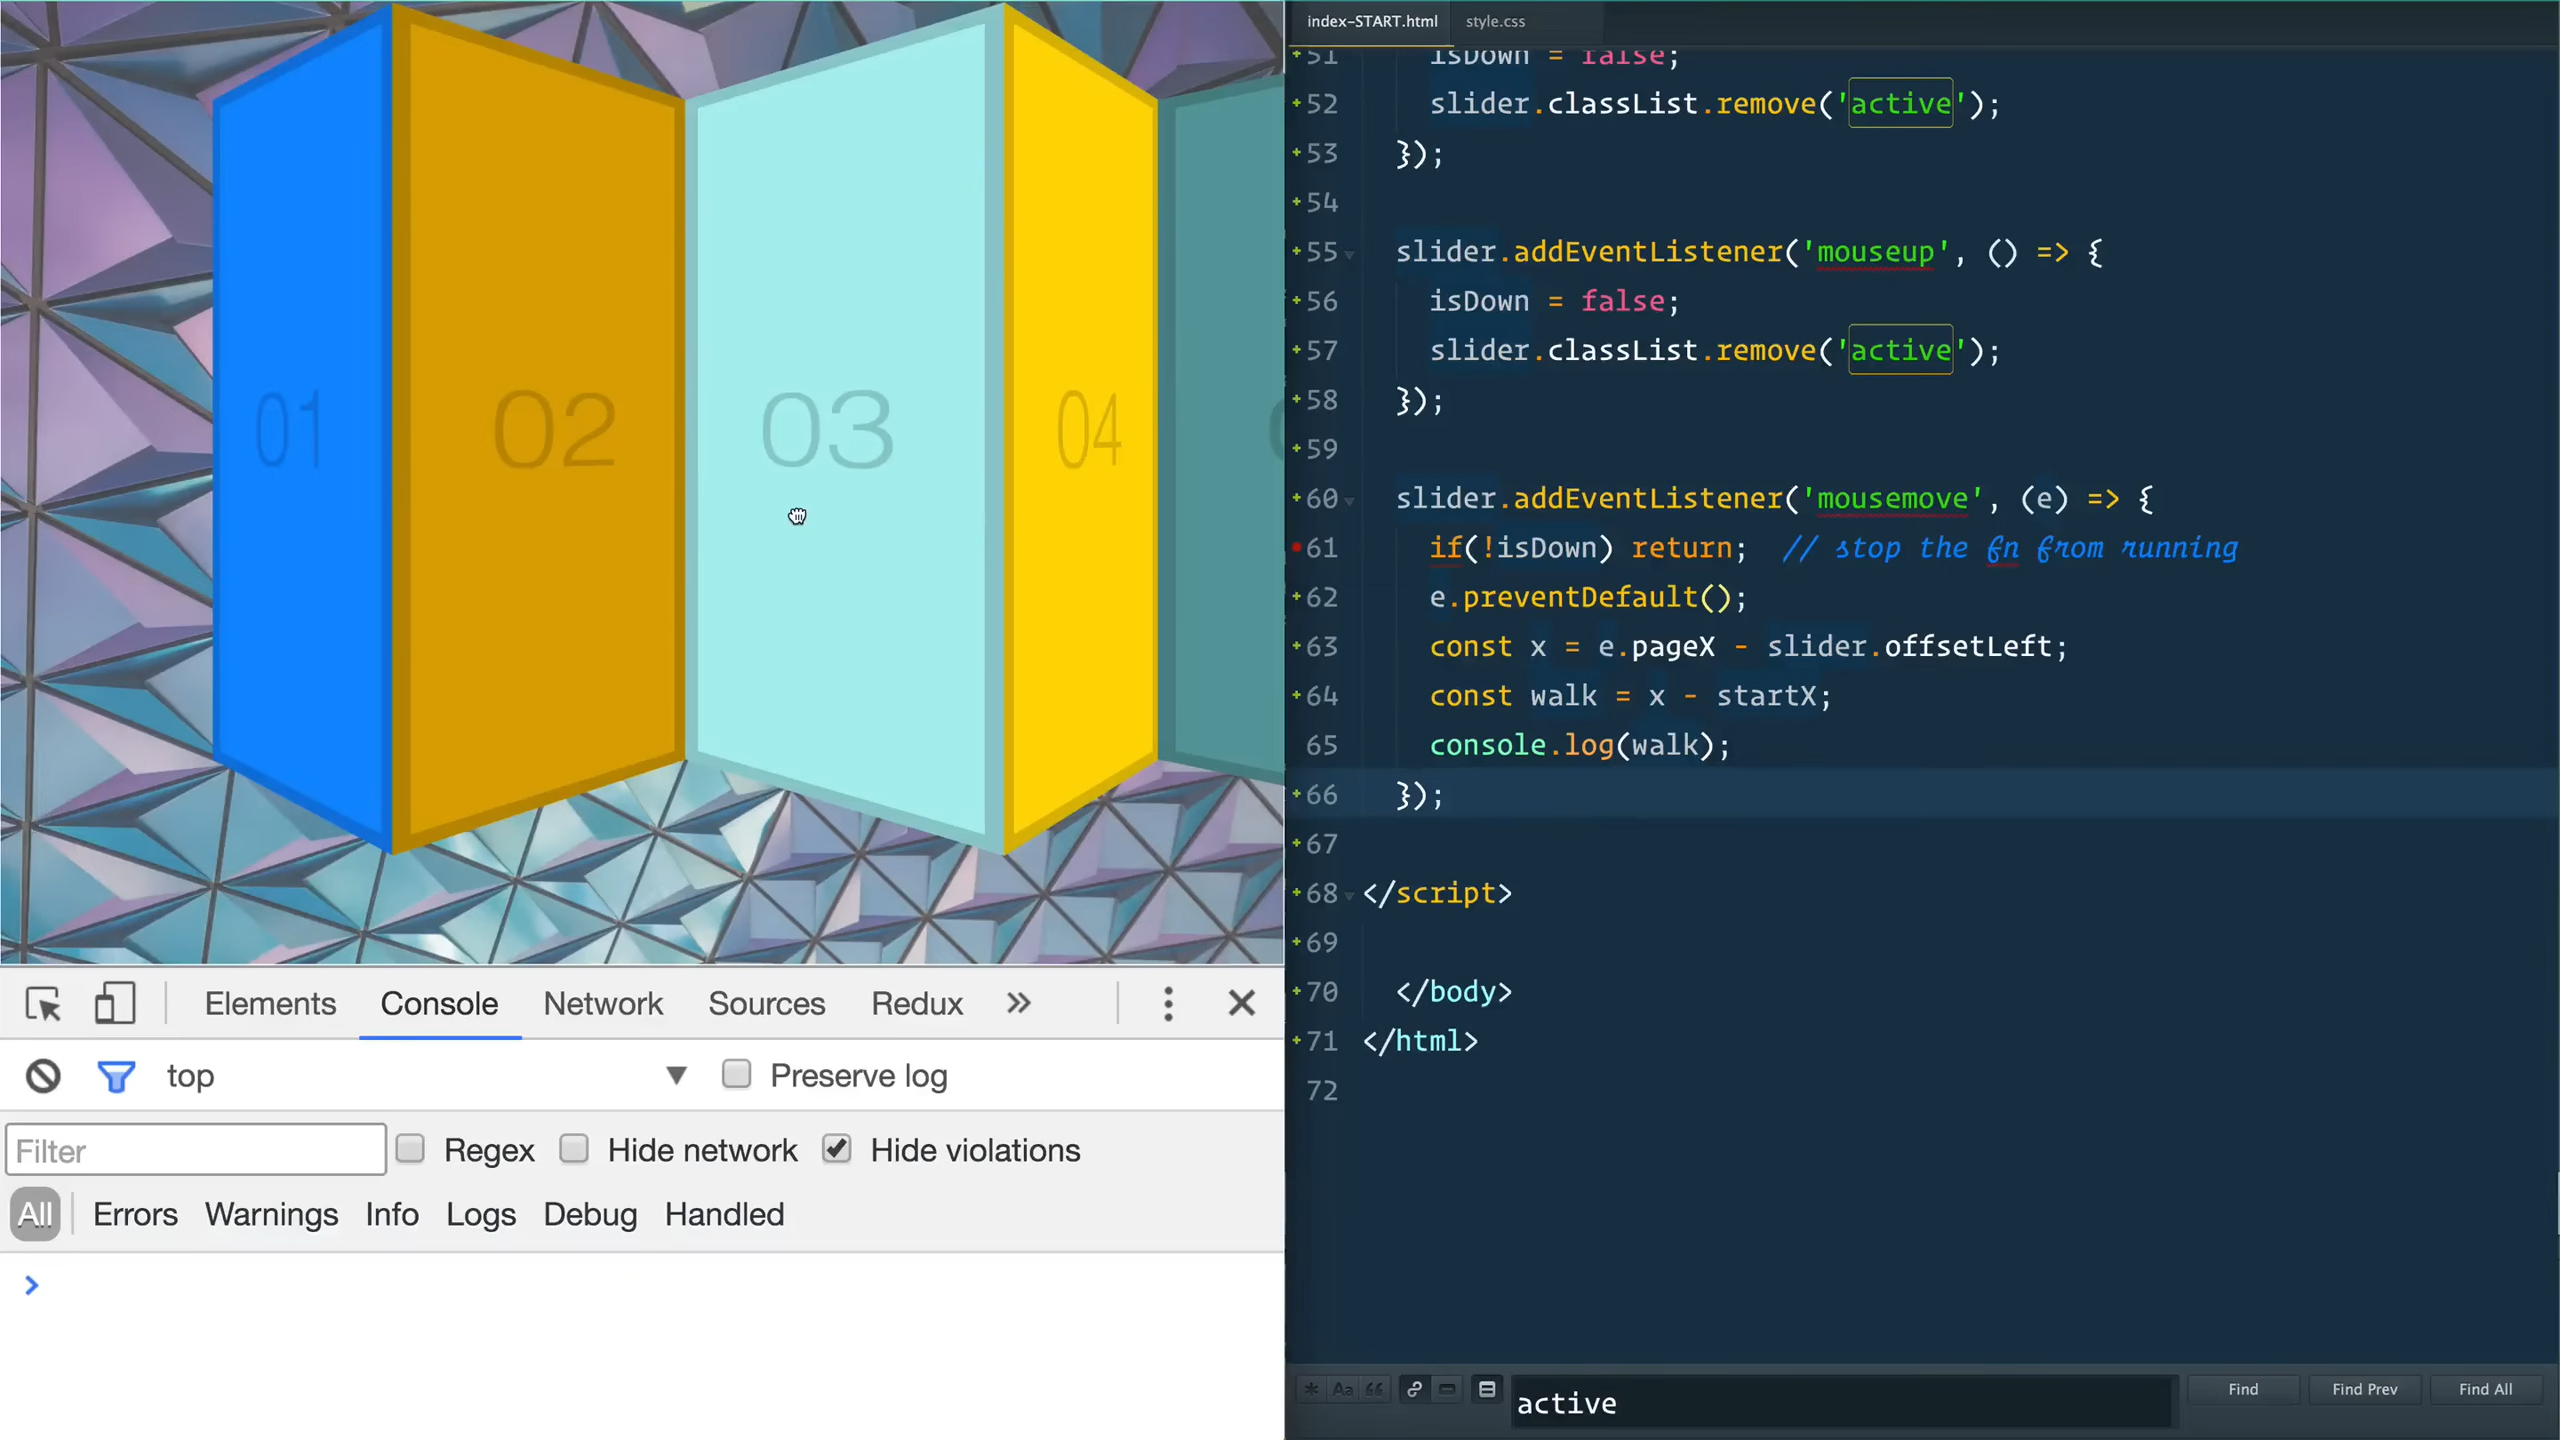 01
02
03
04
Elements Console Network Sources Redux »
top ▼ Preserve log
Filter Regex Hide network Hide violations
All Errors Warnings Info Logs Debug Handled
>
index-START.html style.css
51 isDown = false;
52 slider.classList.remove('active');
53 });
54
55 slider.addEventListener('mouseup', () => {
56 isDown = false;
57 slider.classList.remove('active');
58 });
59
60 slider.addEventListener('mousemove', (e) => {
61 if(!isDown) return; // stop the fn from running
62 e.preventDefault();
63 const x = e.pageX - slider.offsetLeft;
64 const walk = x - startX;
65 console.log(walk);
66 });
67
68 </script>
69
70 </body>
71 </html>
72
Aa active Find Find Prev Find All